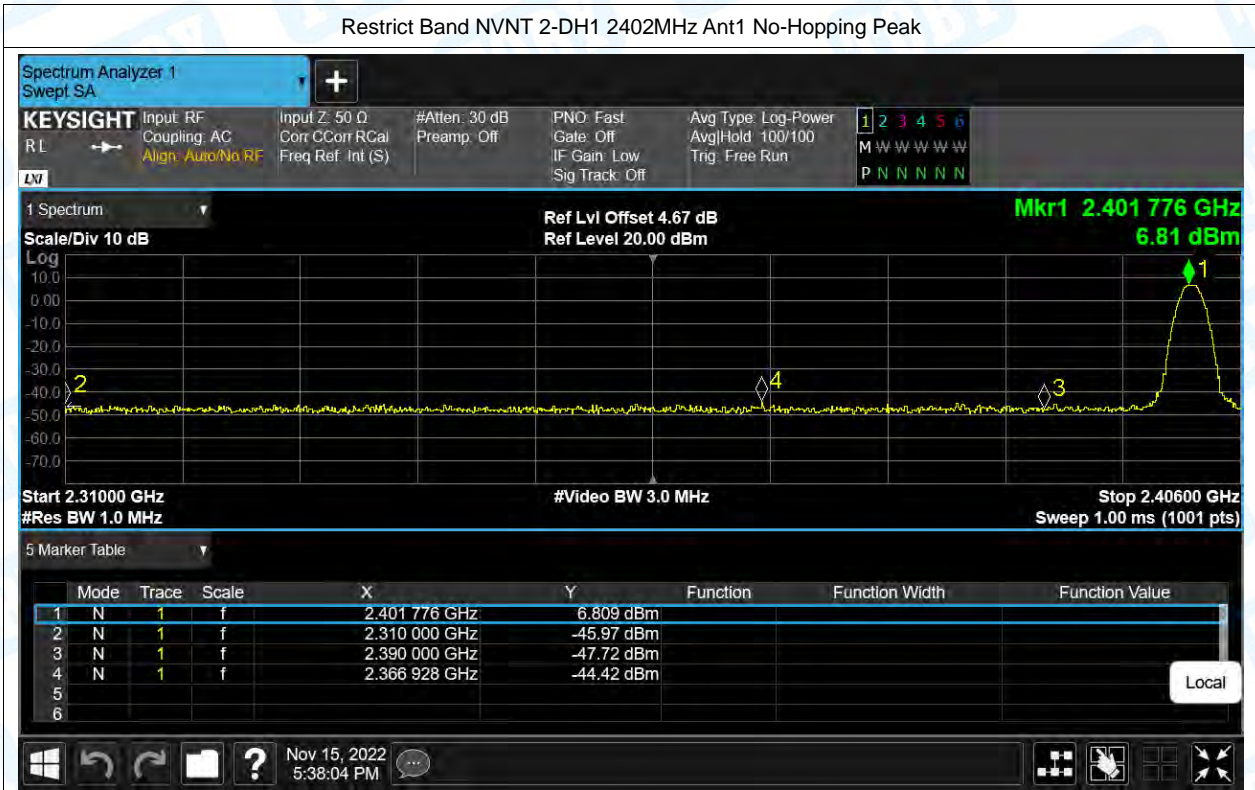 Restrict Band NVNT 2-DH1 2402MHz Ant1 No-Hopping Peak
Spectrum Analyzer 1
Swept SA
+
KEYSIGHT Input: RF Input Z: 50 Ω #Atten: 30 dB PNO: Fast Avg Type: Log-Power 1 2 3 4 5 6
RL Coupling: AC Corr CCorr RCal Preamp: Off Gate: Off Avg|Hold: 100/100 M W W W W W
Align: Auto/No RF Freq Ref: Int (S) IF Gain: Low Trig: Free Run
LXI Sig Track: Off P N N N N N
1 Spectrum Ref Lvl Offset 4.67 dB Mkr1 2.401 776 GHz
Scale/Div 10 dB Ref Level 20.00 dBm 6.81 dBm
Log
1
10.0
0.00
-10.0
-20.0
-30.0
2 4 3
-40.0
-50.0
-60.0
-70.0
Start 2.31000 GHz #Video BW 3.0 MHz Stop 2.40600 GHz
#Res BW 1.0 MHz Sweep 1.00 ms (1001 pts)
5 Marker Table
Mode Trace Scale X Y Function Function Width Function Value
1 N 1 f 2.401 776 GHz 6.809 dBm
2 N 1 f 2.310 000 GHz -45.97 dBm
3 N 1 f 2.390 000 GHz -47.72 dBm
4 N 1 f 2.366 928 GHz -44.42 dBm
5
6
Local
? Nov 15, 2022
5:38:04 PM